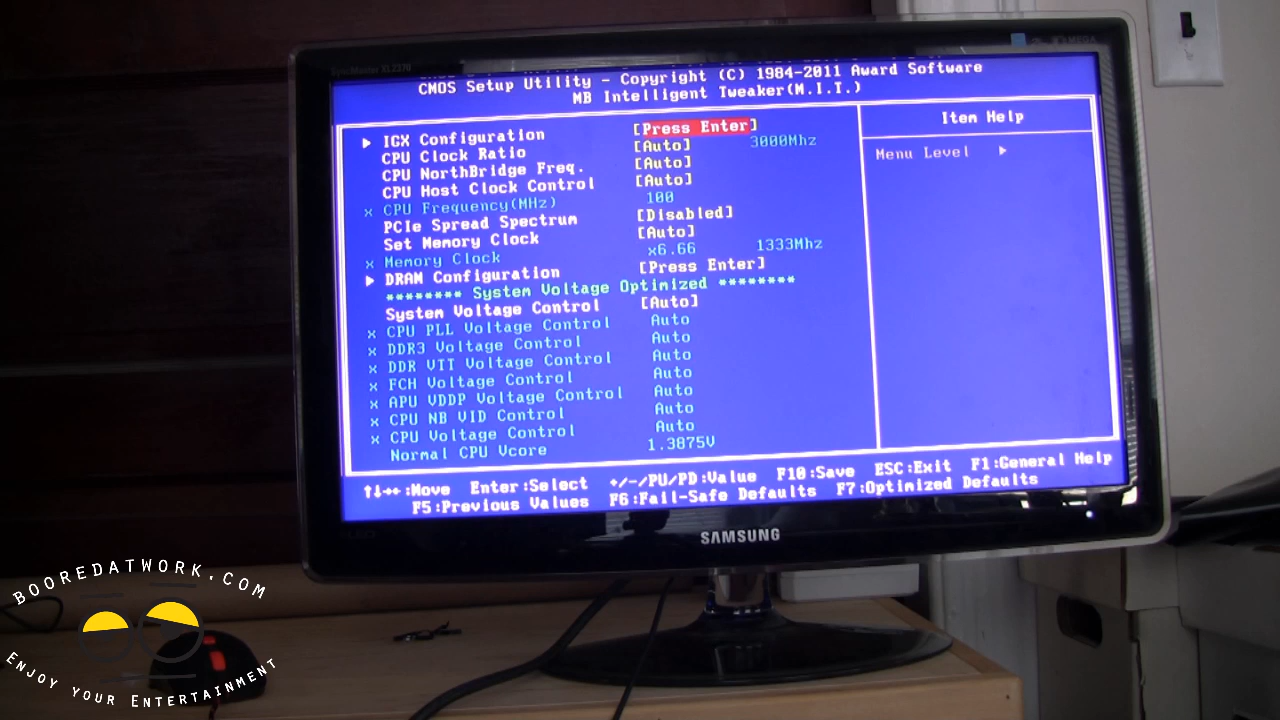 SyncMaster XL2370
CMOS Setup Utility - Copyright (C) 1984-2011 Award Software
MB Intelligent Tweaker(M.I.T.)
IGX Configuration [Press Enter]
CPU Clock Ratio [Auto] 3000Mhz
CPU NorthBridge Freq. [Auto]
CPU Host Clock Control [Auto]
x CPU Frequency(MHz) 100
PCIe Spread Spectrum [Disabled]
Set Memory Clock [Auto]
x Memory Clock x6.66 1333Mhz
DRAM Configuration [Press Enter]
******** System Voltage Optimized ********
System Voltage Control [Auto]
x CPU PLL Voltage Control Auto
x DDR3 Voltage Control Auto
x DDR VTT Voltage Control Auto
x FCH Voltage Control Auto
x APU VDDP Voltage Control Auto
x CPU NB VID Control Auto
x CPU Voltage Control Auto
Normal CPU Vcore 1.3875V
Item Help
Menu Level ▶
↑↓→←:Move Enter:Select +/-/PU/PD:Value F10:Save ESC:Exit F1:General Help
F5:Previous Values F6:Fail-Safe Defaults F7:Optimized Defaults
SAMSUNG
BOOREDATWORK.COM
ENJOY YOUR ENTERTAINMENT